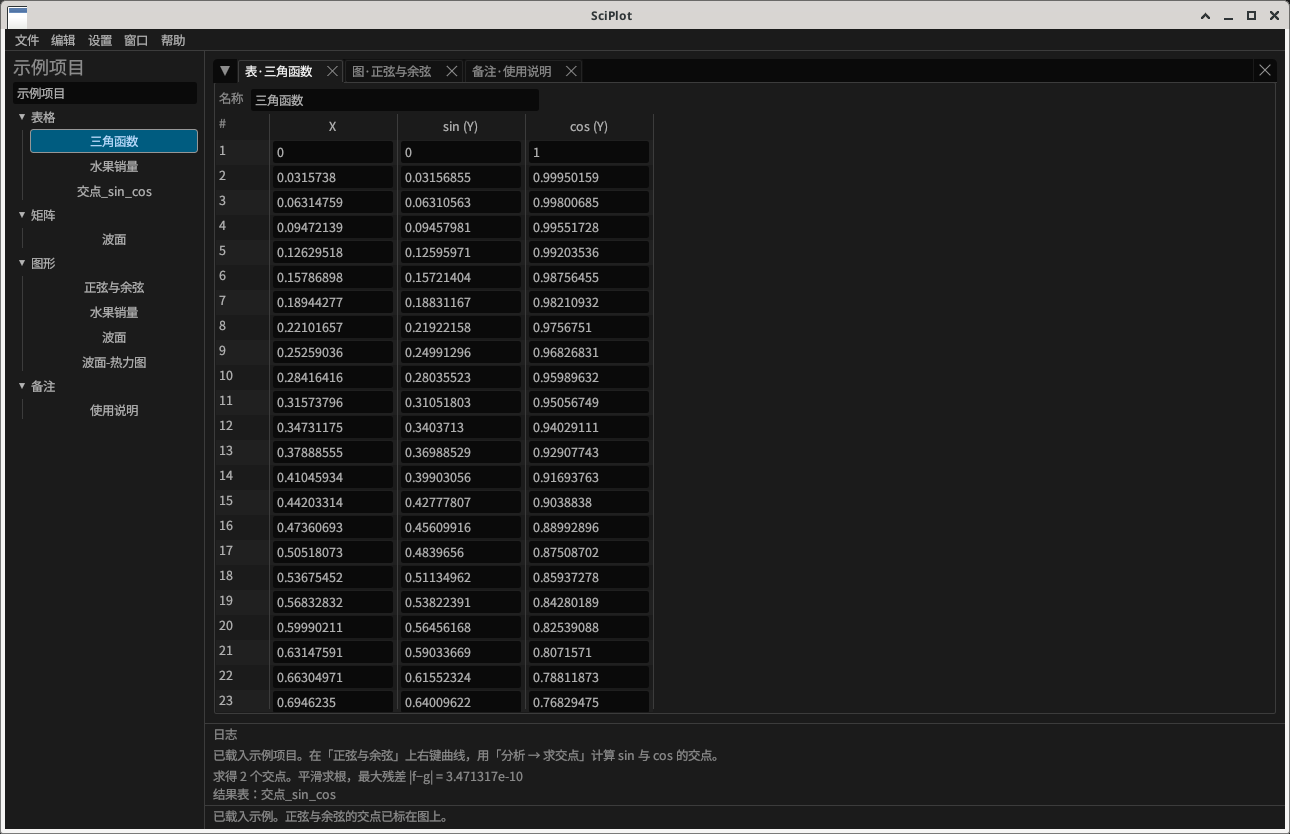 SciPlot
文件 编辑 设置 窗口 帮助
示例项目
示例项目
▼ 表格
三角函数
水果销量
交点_sin_cos
▼ 矩阵
波面
▼ 图形
正弦与余弦
水果销量
波面
波面-热力图
▼ 备注
使用说明
▼ 表·三角函数 图·正弦与余弦 备注·使用说明
名称 三角函数
# X sin (Y) cos (Y)
1 0 0 1
2 0.0315738 0.03156855 0.99950159
3 0.06314759 0.06310563 0.99800685
4 0.09472139 0.09457981 0.99551728
5 0.12629518 0.12595971 0.99203536
6 0.15786898 0.15721404 0.98756455
7 0.18944277 0.18831167 0.98210932
8 0.22101657 0.21922158 0.9756751
9 0.25259036 0.24991296 0.96826831
10 0.28416416 0.28035523 0.95989632
11 0.31573796 0.31051803 0.95056749
12 0.34731175 0.3403713 0.94029111
13 0.37888555 0.36988529 0.92907743
14 0.41045934 0.39903056 0.91693763
15 0.44203314 0.42777807 0.9038838
16 0.47360693 0.45609916 0.88992896
17 0.50518073 0.4839656 0.87508702
18 0.53675452 0.51134962 0.85937278
19 0.56832832 0.53822391 0.84280189
20 0.59990211 0.56456168 0.82539088
21 0.63147591 0.59033669 0.8071571
22 0.66304971 0.61552324 0.78811873
23 0.6946235 0.64009622 0.76829475
日志
已载入示例项目。在「正弦与余弦」上右键曲线，用「分析 → 求交点」计算 sin 与 cos 的交点。
求得 2 个交点。平滑求根，最大残差 |f−g| = 3.471317e-10
结果表：交点_sin_cos
已载入示例。正弦与余弦的交点已标在图上。